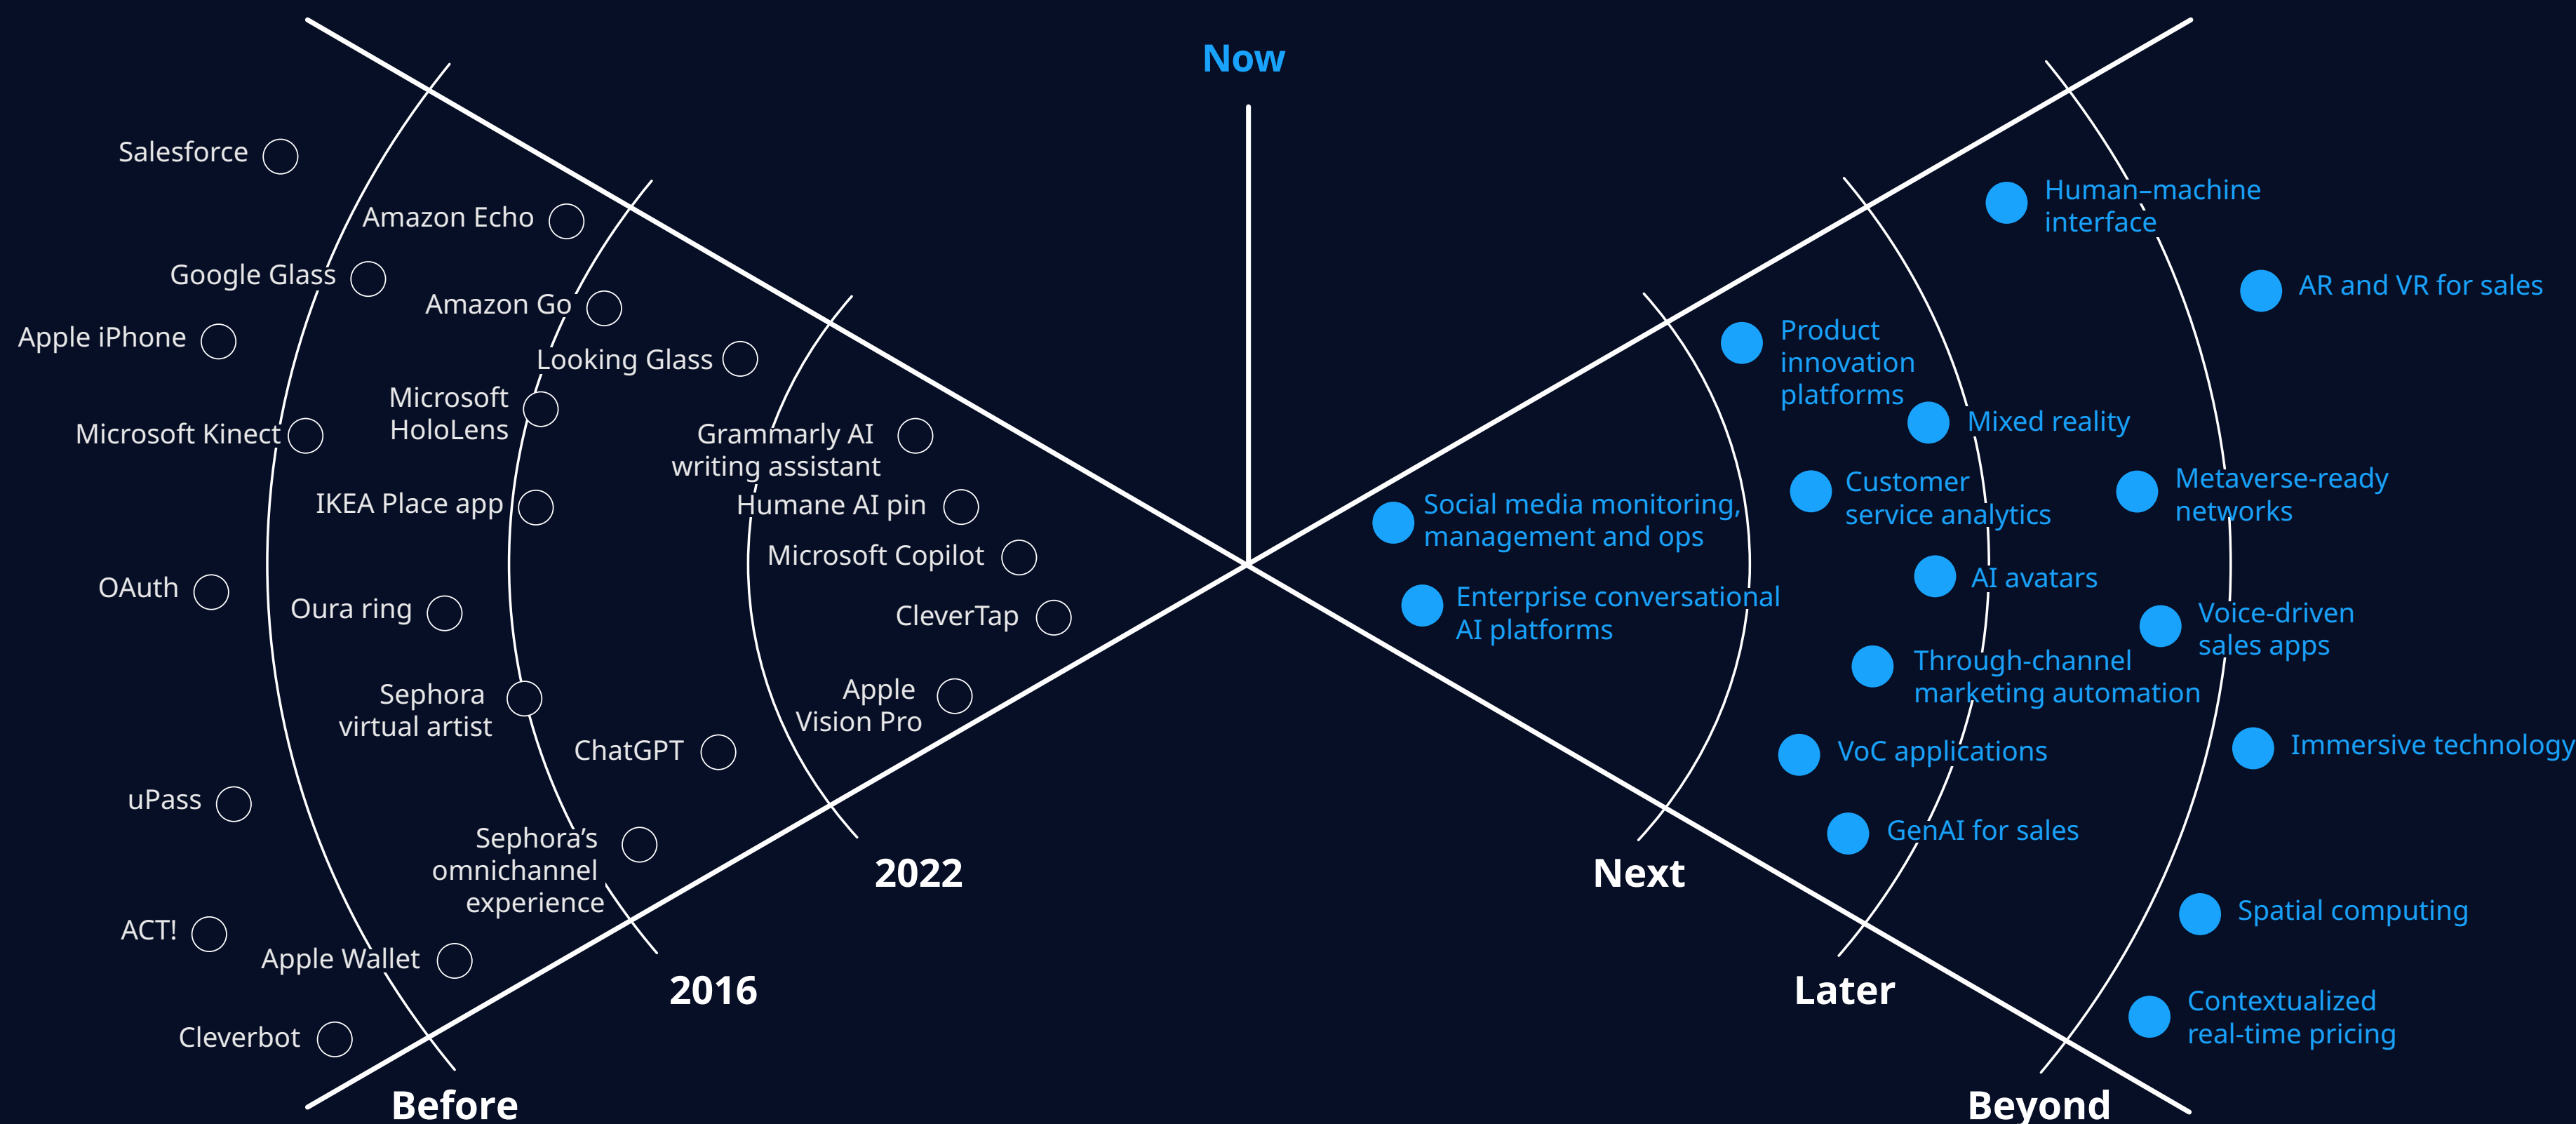 Now
Salesforce
Amazon Echo
Google Glass
Amazon Go
Apple iPhone
Looking Glass
Microsoft
HoloLens
Microsoft Kinect
Grammarly AI
writing assistant
IKEA Place app
Humane AI pin
Microsoft Copilot
OAuth
Oura ring
CleverTap
Sephora
virtual artist
Apple
Vision Pro
ChatGPT
uPass
Sephora’s
omnichannel
experience
ACT!
Apple Wallet
Cleverbot
2022
2016
Before
Human–machine
interface
AR and VR for sales
Product
innovation
platforms
Mixed reality
Customer
service analytics
Metaverse-ready
networks
Social media monitoring,
management and ops
Enterprise conversational
AI platforms
AI avatars
Voice-driven
sales apps
Through-channel
marketing automation
VoC applications
Immersive technology
GenAI for sales
Spatial computing
Contextualized
real-time pricing
Next
Later
Beyond